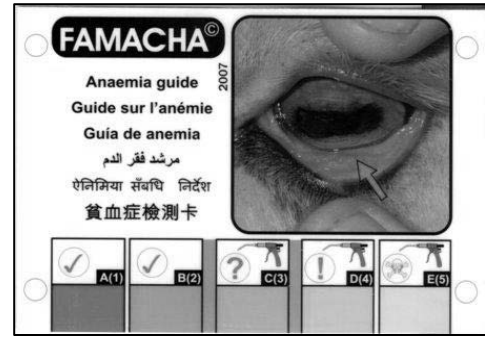 FAMACHA©
2007
Anaemia guide
Guide sur l'anémie
Guía de anemia
مرشد فقر الدم
ऐनिमिया सँबधि निर्देश
貧血症檢測卡
A(1)
B(2)
?
C(3)
!
D(4)
E(5)